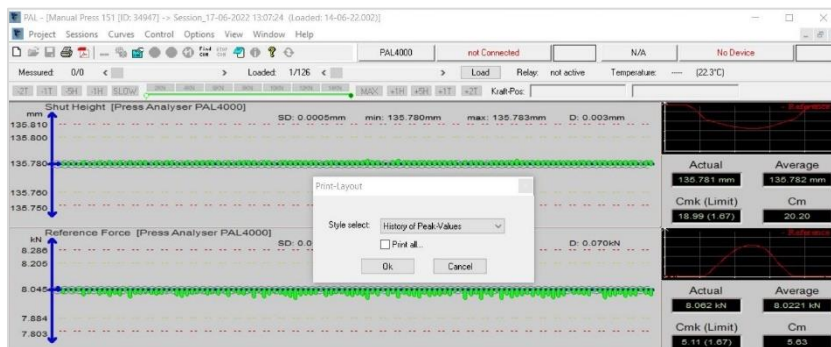 PAL - [Manual Press 151 [ID: 34947] -> Session_17-06-2022 13:07:24 (Loaded: 14-06-22.002)]
Project Sessions Curves Control Options Views Window Help
PAL4000 not Connected N/A No Device
Messured: 0/0 < > Loaded: 1/126 < > Load Relay: not active Temperature: ---- (22.3°C)
-2T -1T -5H -1H SLOW MAX +1H +5H +1T +2T Kraft-Pos:
Shut Height [Press Analyser PAL4000]
mm SD: 0.0005mm min: 135.780mm max: 135.783mm D: 0.003mm
135.810
135.800
135.780
135.760
135.750
Reference
Actual Average
135.781 mm 135.782 mm
Cmk (Limit) Cm
18.99 (1.67) 20.20
Print-Layout
Style select: History of Peak-Values
Print all...
Ok Cancel
Reference Force [Press Analyser PAL4000]
kN SD: 0.0 D: 0.070kN
8.286
8.205
8.045
7.884
7.803
Reference
Actual Average
8.062 kN 8.0221 kN
Cmk (Limit) Cm
5.11 (1.67) 5.63